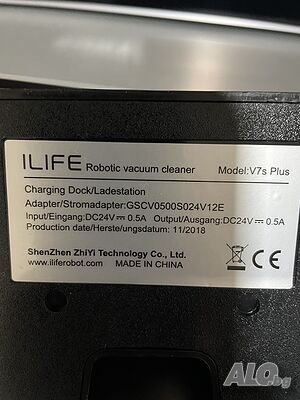 ILIFE Robotic vacuum cleaner Model:V7s Plus
Charging Dock/Ladestation
Adapter/Stromadapter:GSCV0500S024V12E
Input/Eingang:DC24V⎓0.5A Output/Ausgang:DC24V⎓0.5A
Production date/Herste/ungsdatum: 11/2018
ShenZhen ZhiYi Technology Co., Ltd.
www.iliferobot.com MADE IN CHINA
CE
ALO.bg